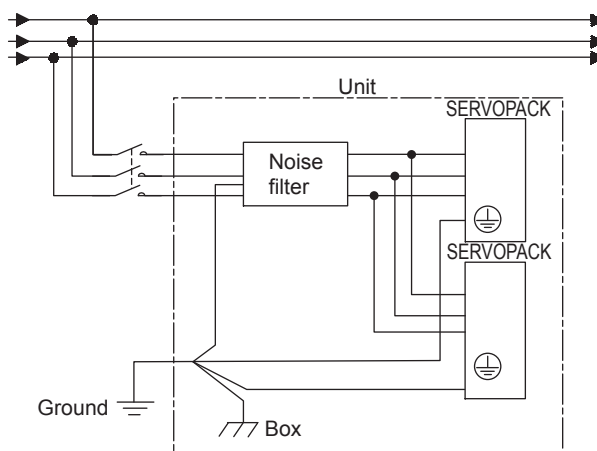 Unit
SERVOPACK
Noise
filter
SERVOPACK
Ground
Box